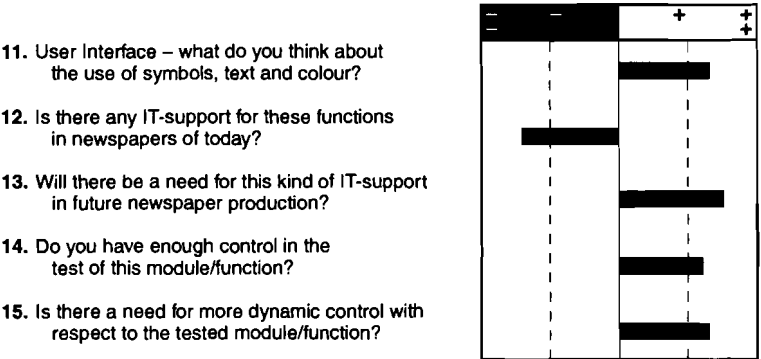 – – + +
– +
11. User Interface – what do you think about
the use of symbols, text and colour?
12. Is there any IT-support for these functions
in newspapers of today?
13. Will there be a need for this kind of IT-support
in future newspaper production?
14. Do you have enough control in the
test of this module/function?
15. Is there a need for more dynamic control with
respect to the tested module/function?